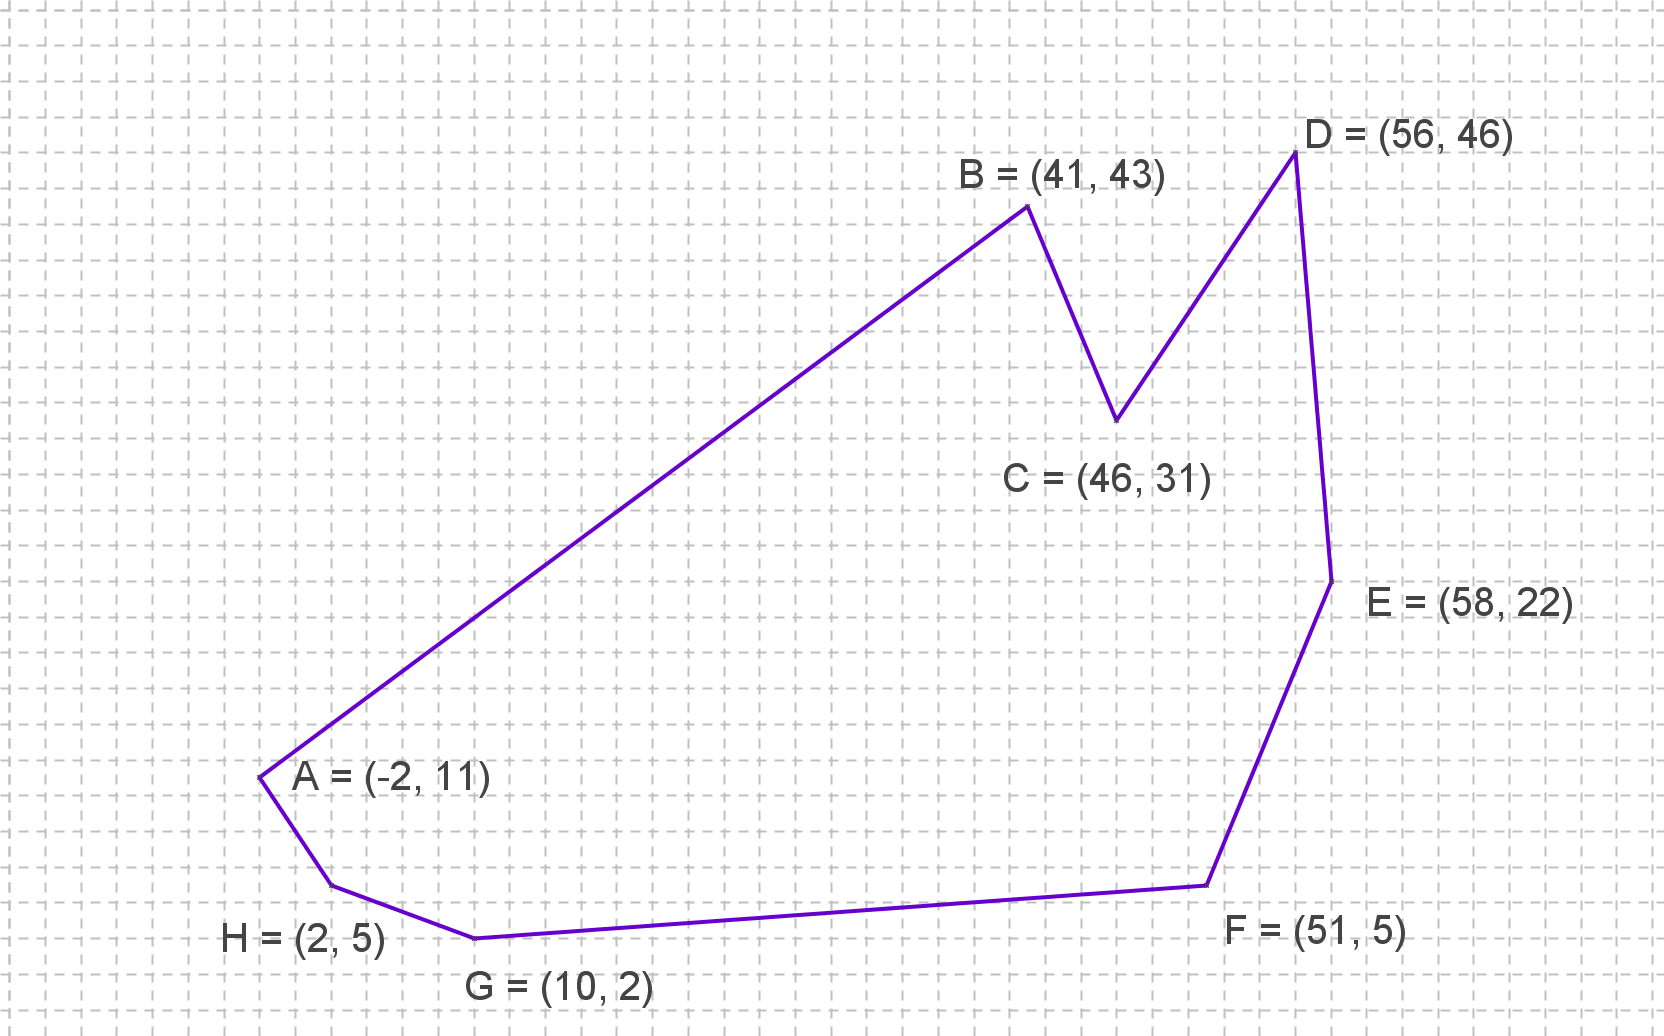 D = (56, 46)
B = (41, 43)
C = (46, 31)
E = (58, 22)
A = (-2, 11)
F = (51, 5)
H = (2, 5)
G = (10, 2)